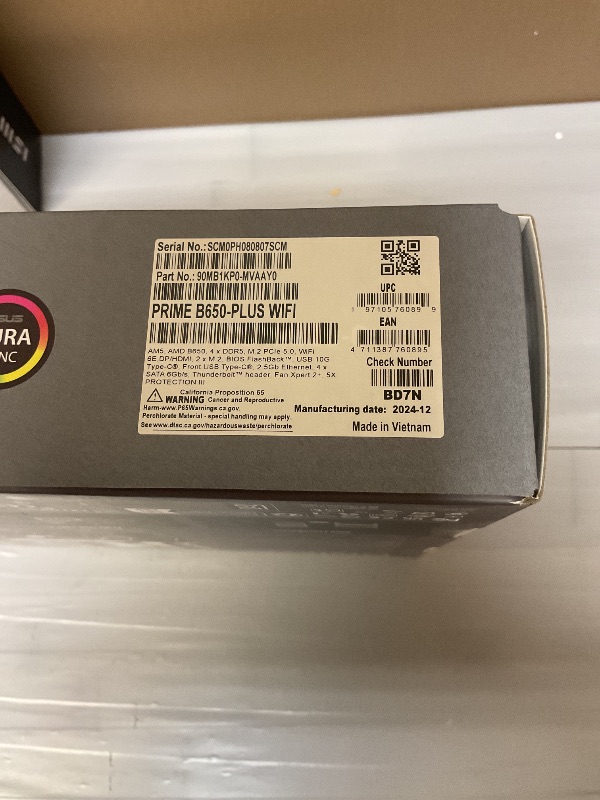 Serial No.:SCM0PH080807SCM
Part No.: 90MB1KP0-MVAAY0
PRIME B650-PLUS WIFI
AM5, AMD B650, 4 x DDR5, M.2 PCIe 5.0, WiFi
6E,DP/HDMI, 2 x M.2, BIOS FlashBack™, USB 10G
Type-C®, Front USB Type-C®, 2.5Gb Ethernet, 4 x
SATA 6Gb/s, Thunderbolt™ header, Fan Xpert 2+, 5X
PROTECTION III
California Proposition 65
WARNING Cancer and Reproductive
Harm-www.P65Warnings.ca.gov.
Perchlorate Material - special handling may apply.
See www.dtsc.ca.gov/hazardouswaste/perchlorate
UPC
1 97105 76089 9
EAN
4 711387 760895
Check Number
BD7N
Manufacturing date: 2024-12
Made in Vietnam
URA
NC